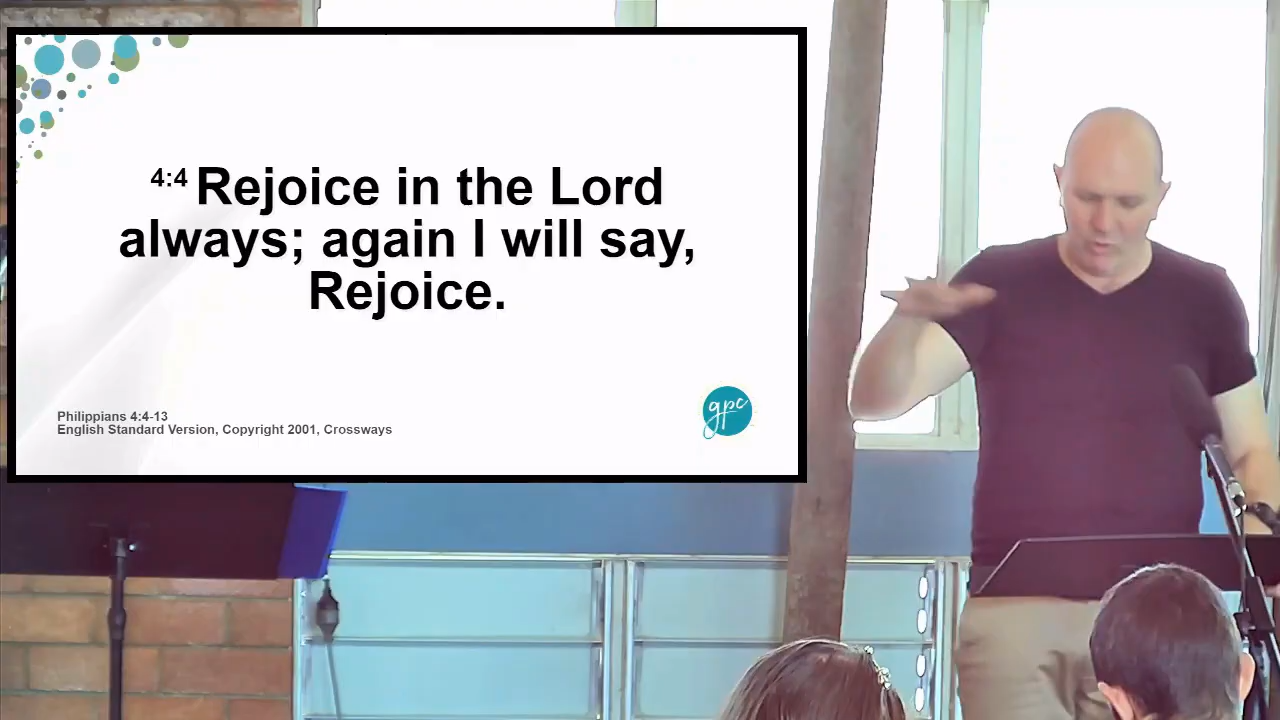 4:4 Rejoice in the Lord
always; again I will say,
Rejoice.
Philippians 4:4-13
English Standard Version, Copyright 2001, Crossways
gpc